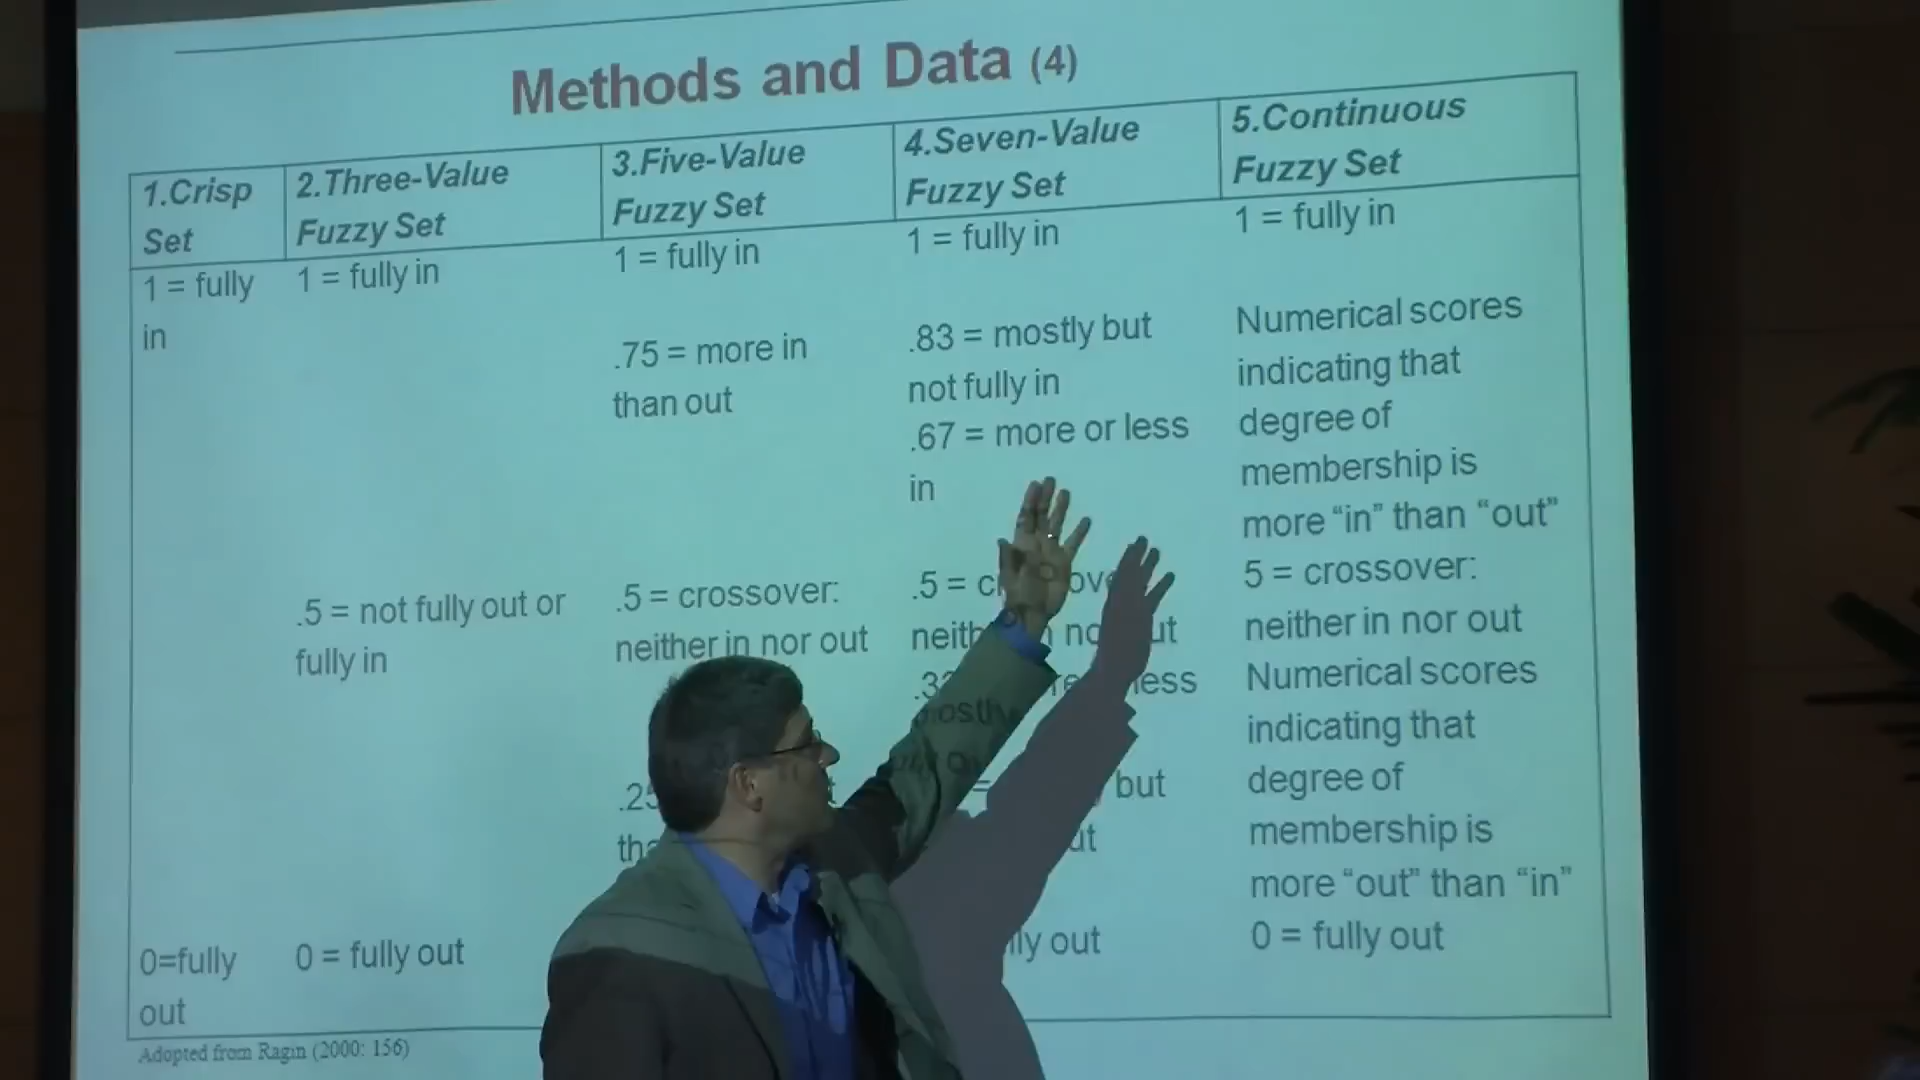 Methods and Data (4)
1.Crisp
Set
2.Three-Value
Fuzzy Set
3.Five-Value
Fuzzy Set
4.Seven-Value
Fuzzy Set
5.Continuous
Fuzzy Set
1 = fully
in
0=fully
out
1 = fully in
.5 = not fully out or
fully in
0 = fully out
1 = fully in
.75 = more in
than out
.5 = crossover:
neither in nor out
1 = fully in
.83 = mostly but
not fully in
.67 = more or less
in
.5 =
less
but
out
1 = fully in
Numerical scores
indicating that
degree of
membership is
more “in” than “out”
5 = crossover:
neither in nor out
Numerical scores
indicating that
degree of
membership is
more “out” than “in”
0 = fully out
Adopted from Ragin (2000: 156)